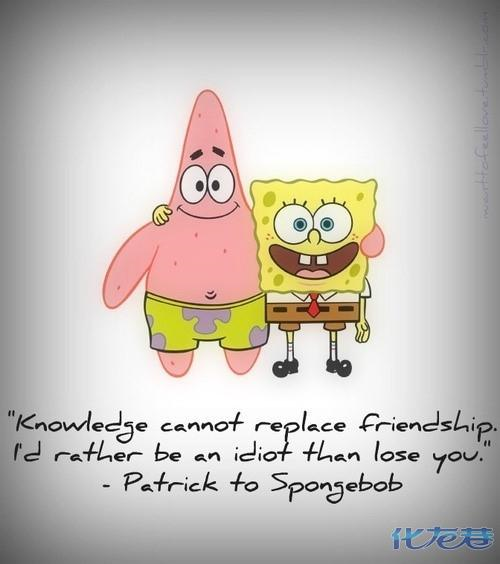 "Knowledge cannot replace friendship.
I'd rather be an idiot than lose you."
- Patrick to Spongebob
化龙巷